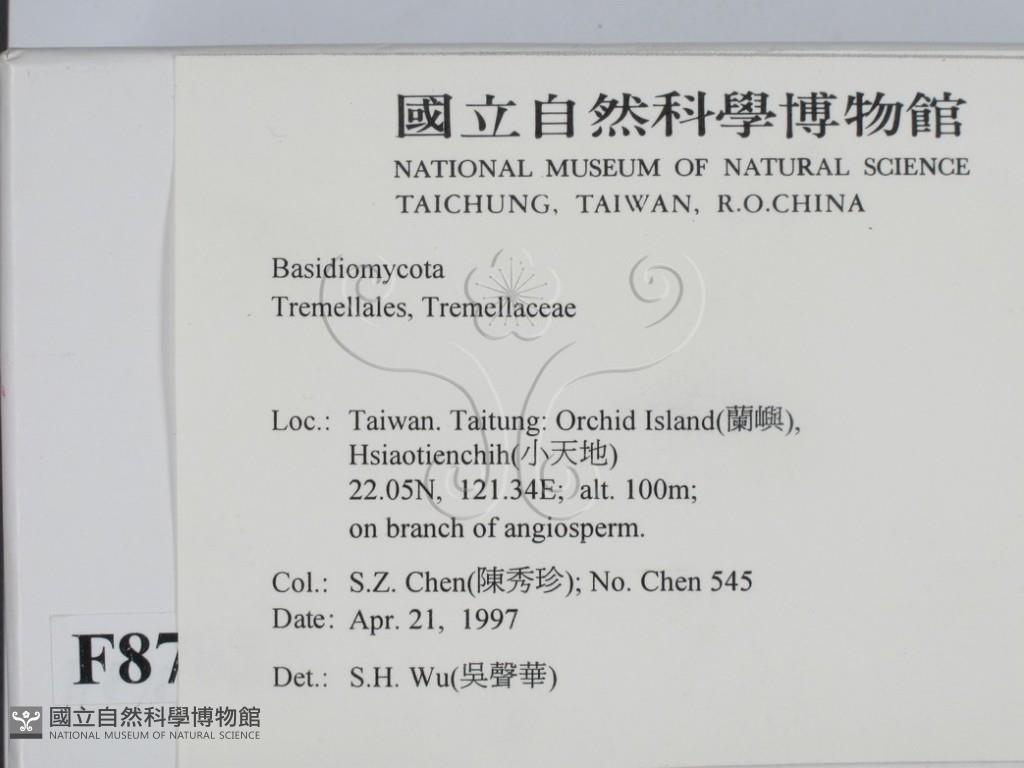 國立自然科學博物館
NATIONAL MUSEUM OF NATURAL SCIENCE
TAICHUNG, TAIWAN, R.O.CHINA
Basidiomycota
Tremellales, Tremellaceae
Loc.: Taiwan. Taitung: Orchid Island(蘭嶼),
Hsiaotienchih(小天地)
22.05N, 121.34E; alt. 100m;
on branch of angiosperm.
Col.: S.Z. Chen(陳秀珍); No. Chen 545
Date: Apr. 21, 1997
Det.: S.H. Wu(吳聲華)
F87
國立自然科學博物館
NATIONAL MUSEUM OF NATURAL SCIENCE